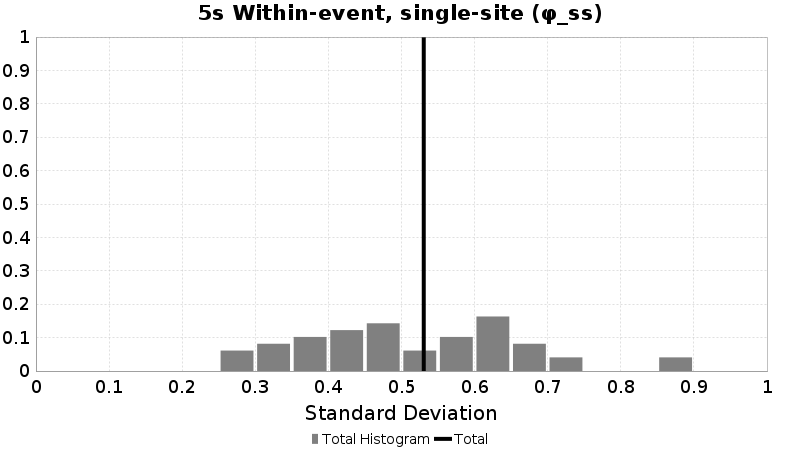 5s Within-event, single-site (φ_ss)
1
0.9
0.8
0.7
0.6
0.5
0.4
0.3
0.2
0.1
0
0 0.1 0.2 0.3 0.4 0.5 0.6 0.7 0.8 0.9 1
Standard Deviation
Total Histogram Total